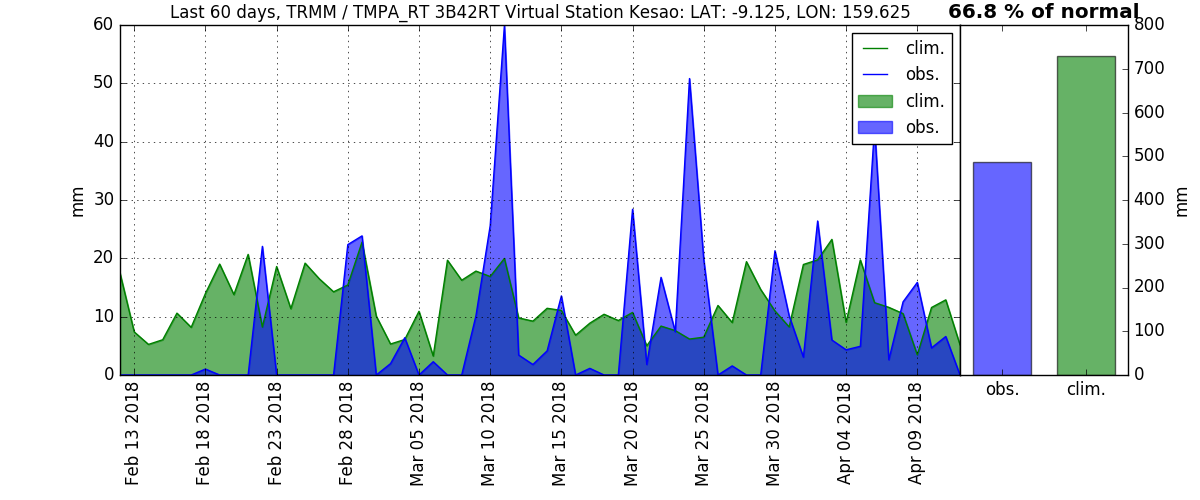 Last 60 days, TRMM / TMPA_RT 3B42RT Virtual Station Kesao: LAT: -9.125, LON: 159.625
66.8 % of normal
60
50
40
30
20
10
0
mm
clim.
obs.
clim.
obs.
800
700
600
500
400
300
200
100
0
mm
obs.
clim.
Feb 13 2018
Feb 18 2018
Feb 23 2018
Feb 28 2018
Mar 05 2018
Mar 10 2018
Mar 15 2018
Mar 20 2018
Mar 25 2018
Mar 30 2018
Apr 04 2018
Apr 09 2018